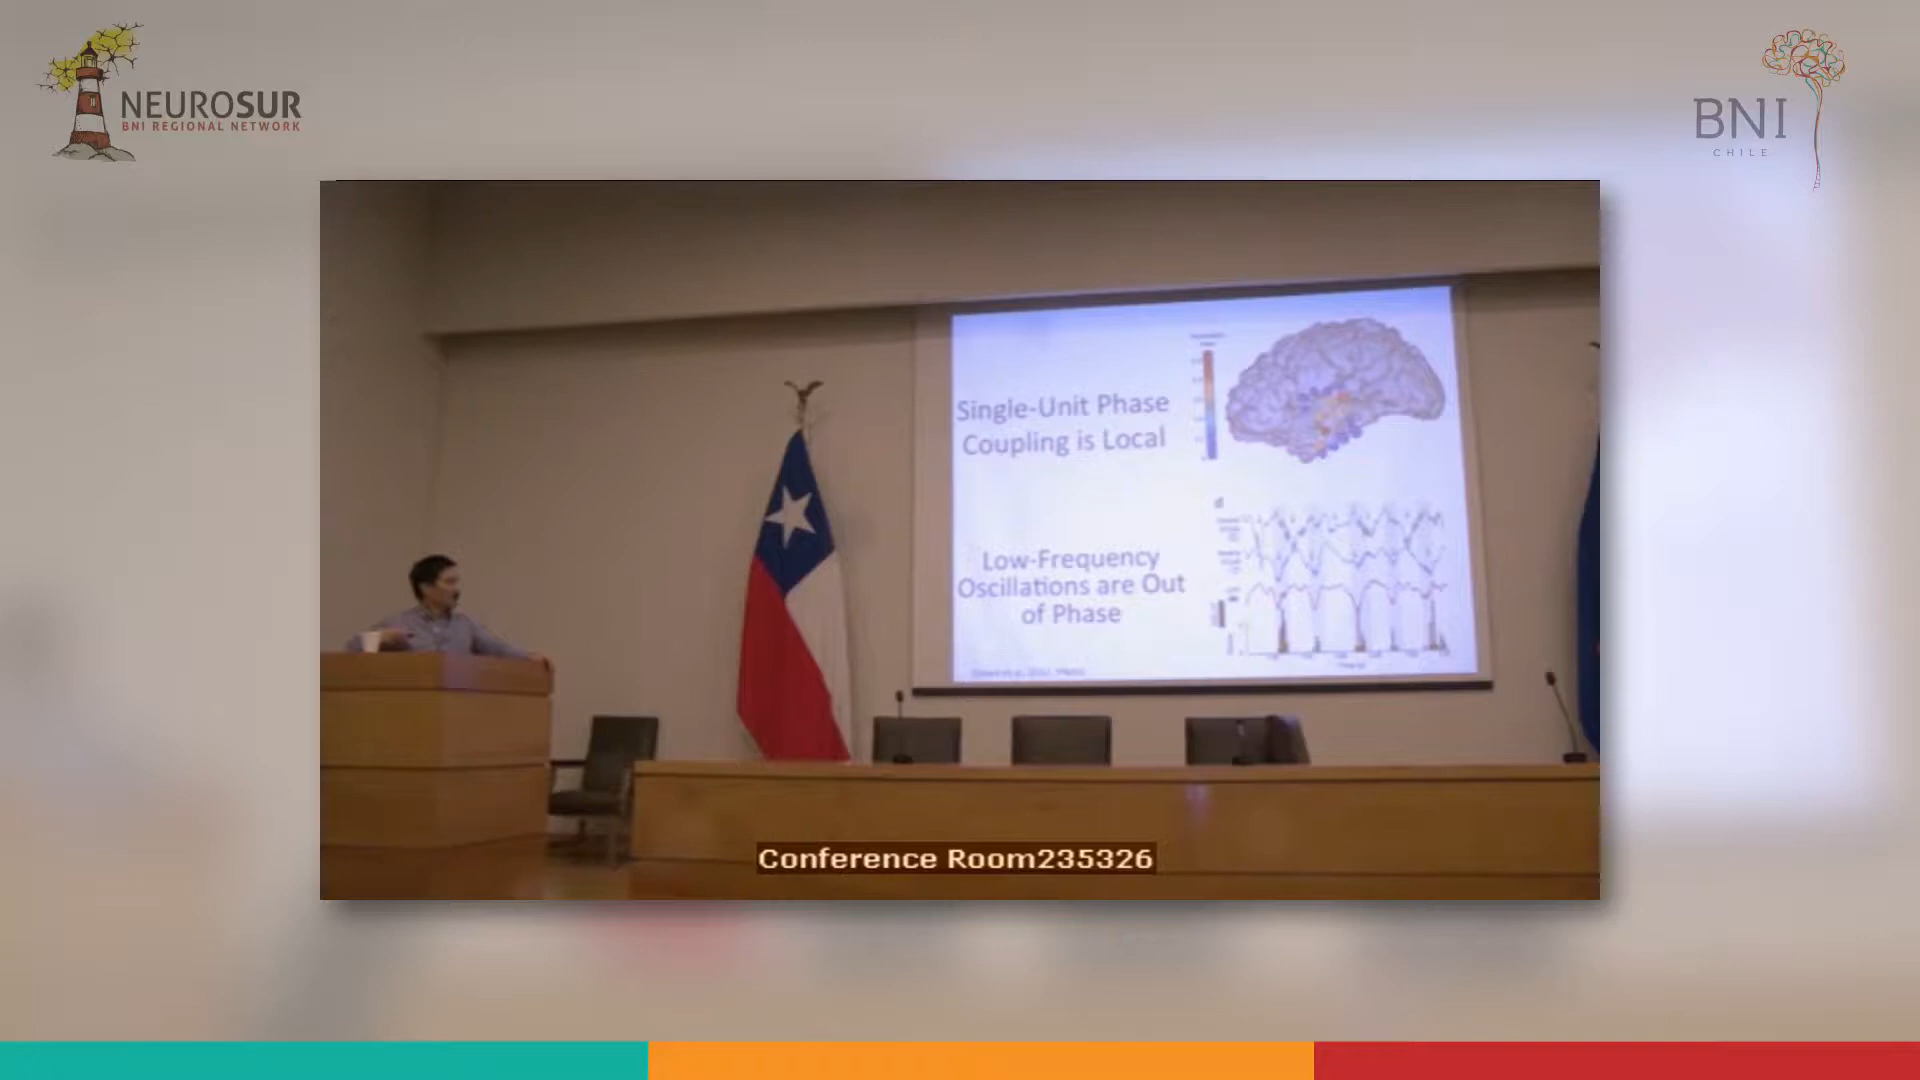 NEUROSUR
BNI REGIONAL NETWORK
BNI
CHILE
Single-Unit Phase
Coupling is Local
d
Low-Frequency
Oscillations are Out
of Phase
Conference Room235326